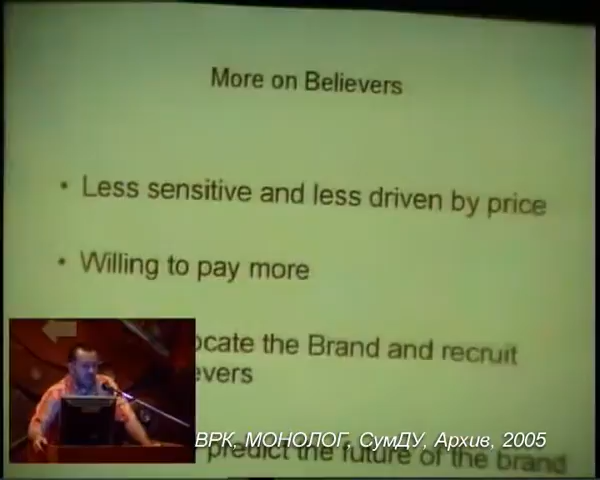 More on Believers
• Less sensitive and less driven by price
• Willing to pay more
ocate the Brand and recruit
evers
ВРК, МОНОЛОГ, СумДУ, Архив, 2005
predict the future of the brand